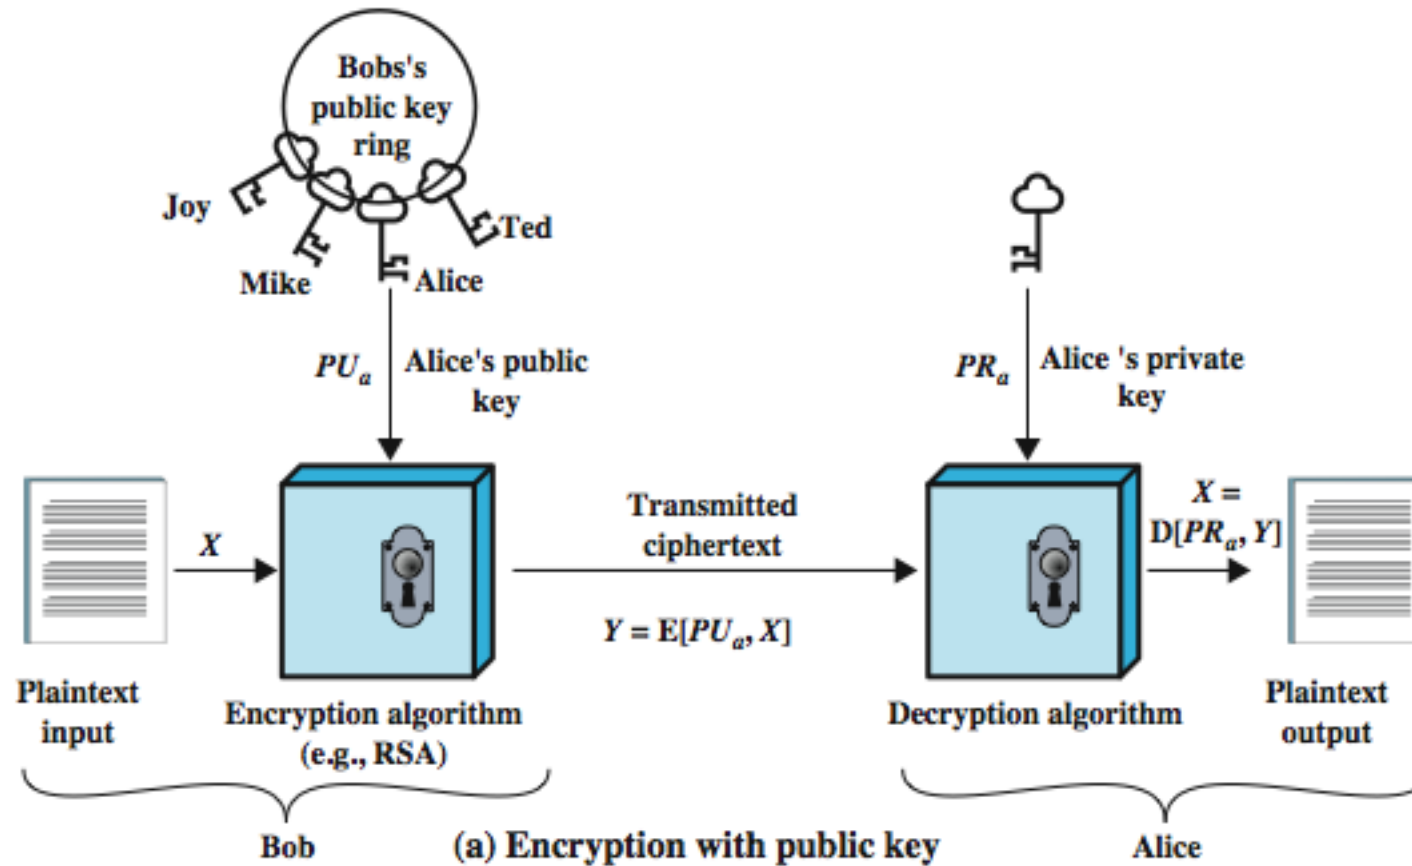 Bobs's
public key
ring
Joy
Ted
Mike
Alice
PUₐ
Alice's public
key
PRₐ
Alice 's private
key
X
Transmitted
ciphertext
Y = E[PUₐ, X]
X =
D[PRₐ, Y]
Plaintext
input
Encryption algorithm
(e.g., RSA)
Decryption algorithm
Plaintext
output
Bob
(a) Encryption with public key
Alice